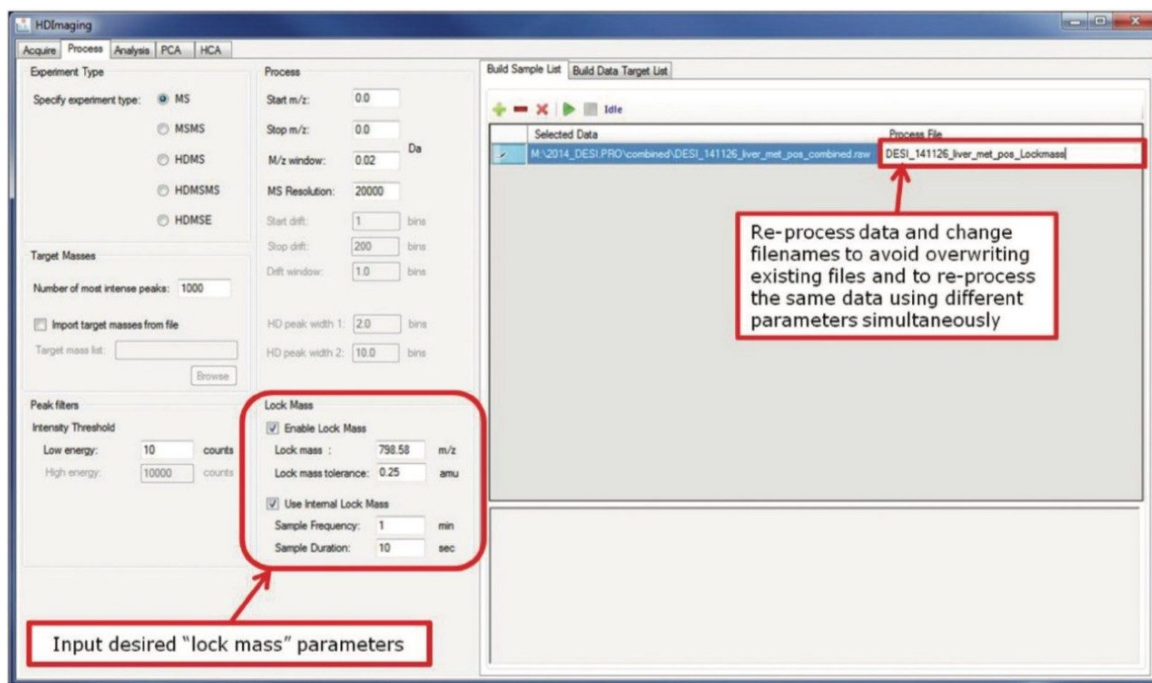 HDImaging
Acquire Process Analysis PCA HCA
Experiment Type
Specify experiment type: MS
MSMS
HDMS
HDMSMS
HDMSE
Target Masses
Number of most intense peaks: 1000
Import target masses from file
Target mass list:
Browse
Peak filters
Intensity Threshold
Low energy: 10 counts
High energy: 10000 counts
Process
Start m/z: 0.0
Stop m/z: 0.0
Da
M/z window: 0.02
MS Resolution: 20000
Start drift: 1 bins
Stop drift: 200 bins
Drift window: 1.0 bins
HD peak width 1: 2.0 bins
HD peak width 2: 10.0 bins
Lock Mass
Enable Lock Mass
Lock mass : 798.58 m/z
Lock mass tolerance: 0.25 amu
Use Internal Lock Mass
Sample Frequency: 1 min
Sample Duration: 10 sec
Input desired "lock mass" parameters
Build Sample List Build Data Target List
Idle
Selected Data Process File
M:\2014_DESI.PRO\combined\DESI_141126_liver_met_pos_combined.raw DESI_141126_liver_met_pos_Lockmass
Re-process data and change
filenames to avoid overwriting
existing files and to re-process
the same data using different
parameters simultaneously